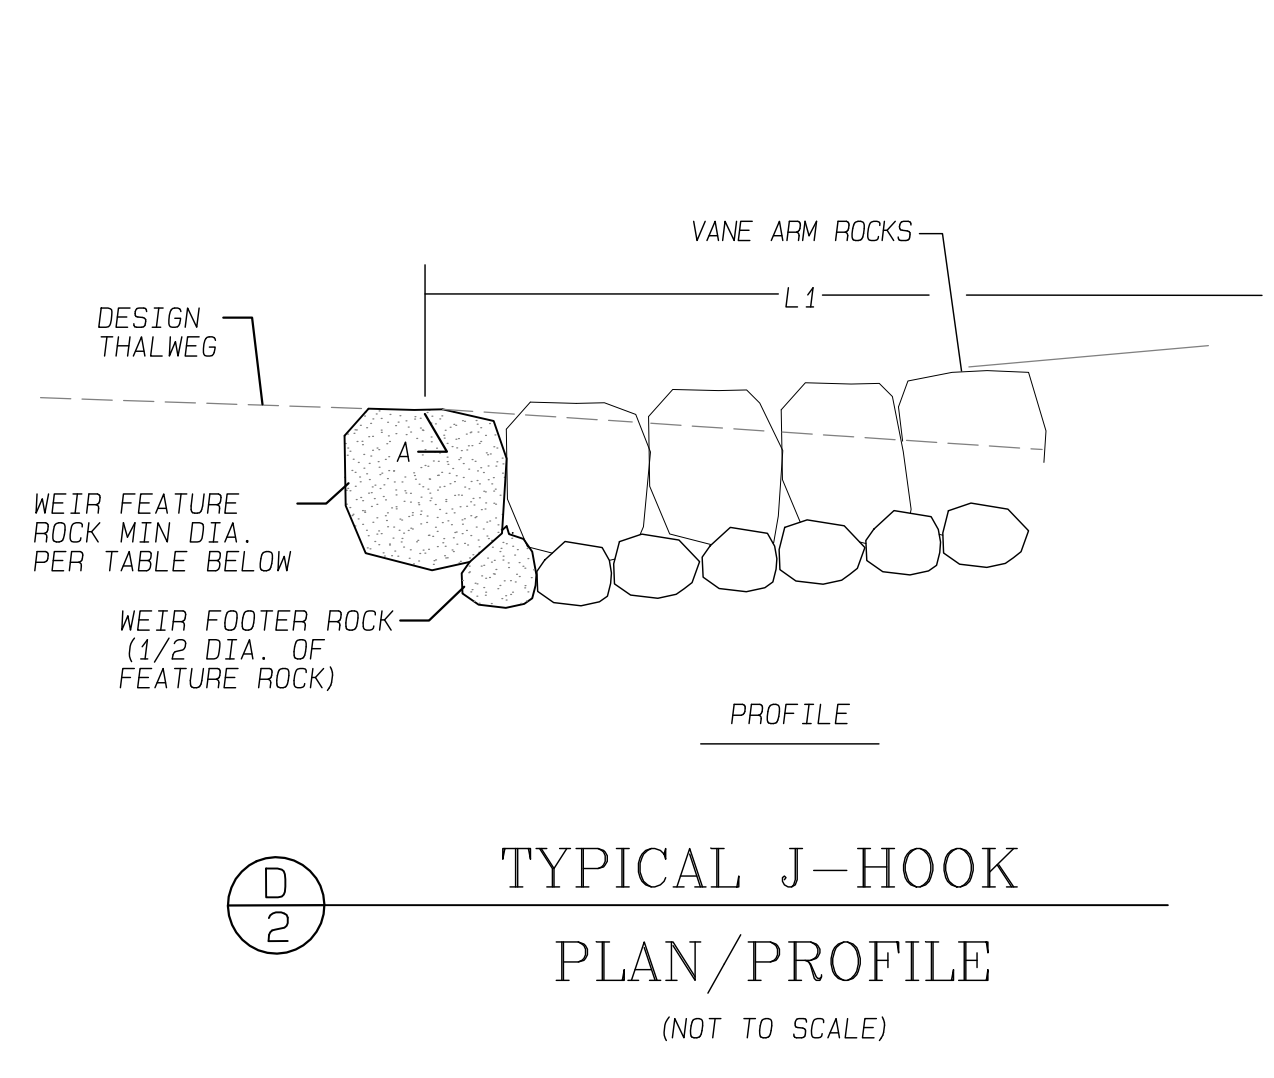 VANE ARM ROCKS
L1
DESIGN
THALWEG
A
WEIR FEATURE
ROCK MIN DIA.
PER TABLE BELOW
WEIR FOOTER ROCK
(1/2 DIA. OF
FEATURE ROCK)
PROFILE
TYPICAL J-HOOK
D
2
PLAN/PROFILE
(NOT TO SCALE)